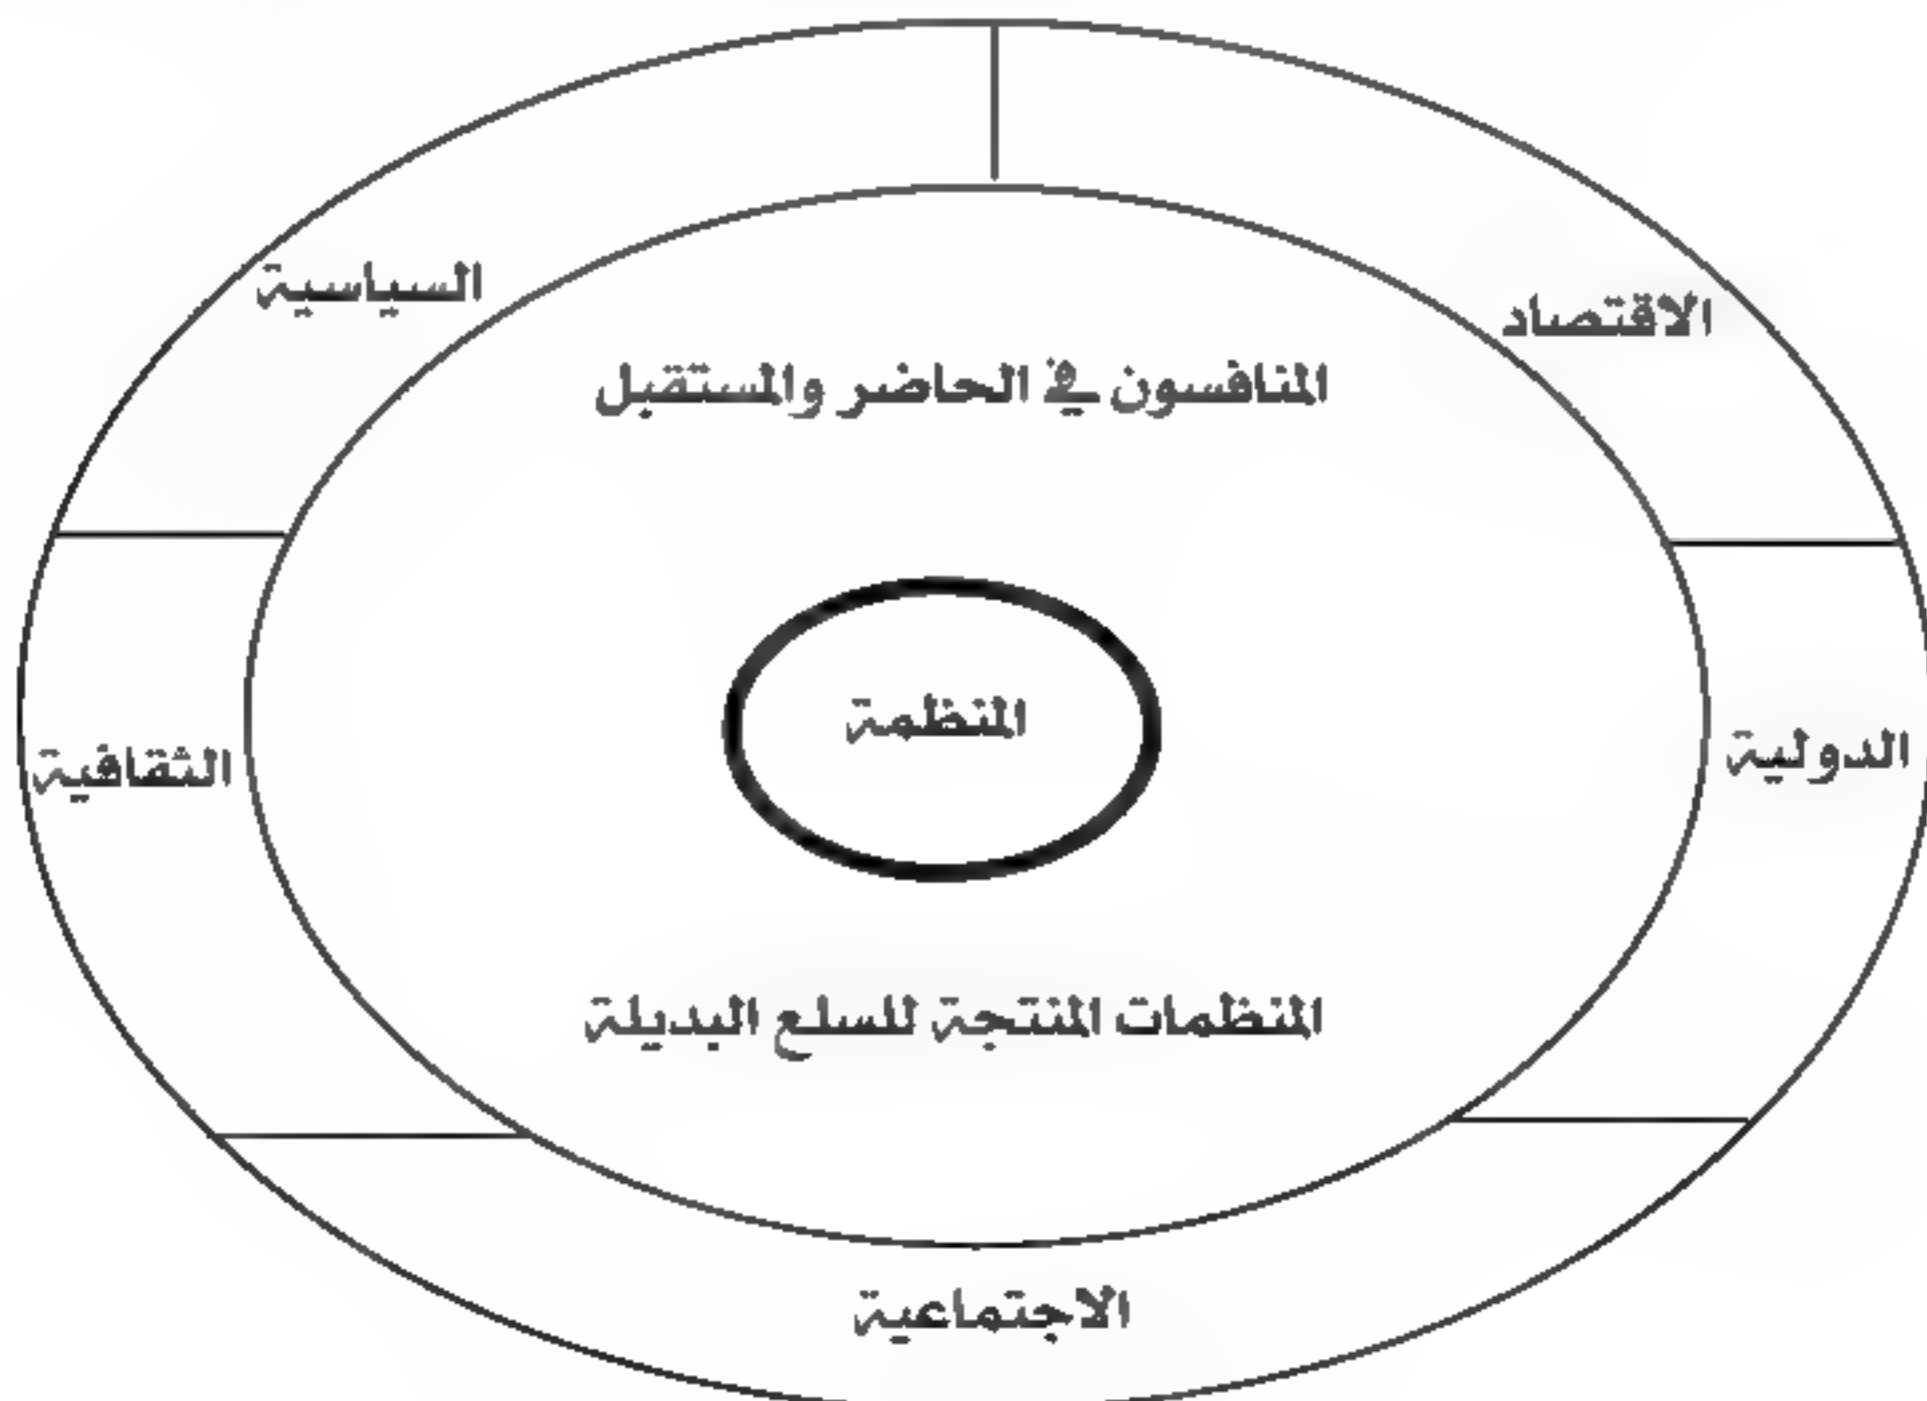 السياسية
الاقتصاد
المنافسون في الحاضر والمستقبل
المنظمة
الدولية
الثقافية
المنظمات المنتجة للسلع البديلة
الاجتماعية